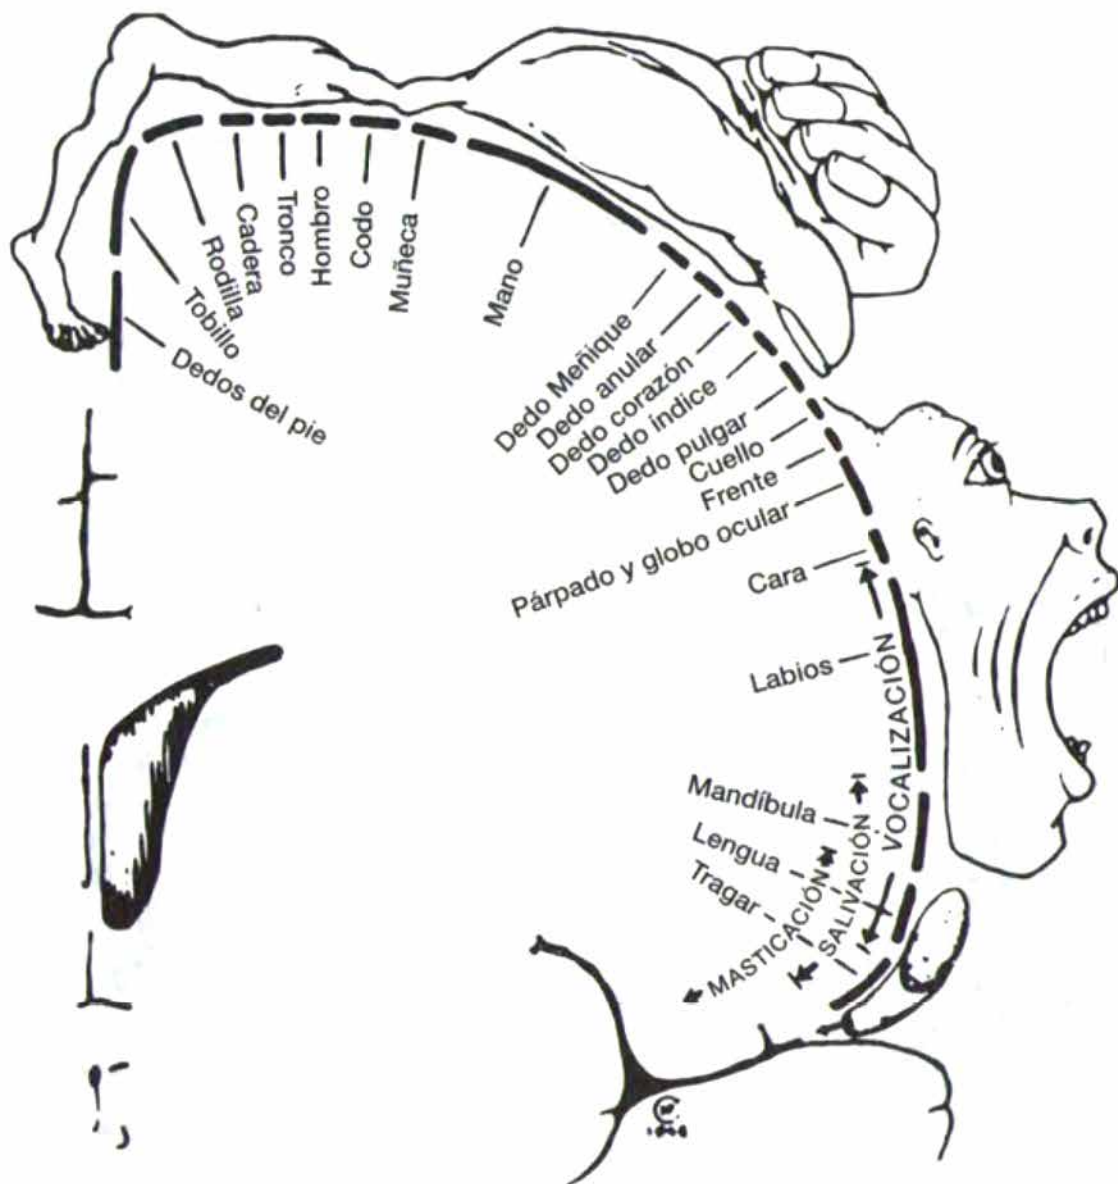 Dedos del pie
Tobillo
Rodilla
Cadera
Tronco
Hombro
Codo
Muñeca
Mano
Dedo Meñique
Dedo anular
Dedo corazón
Dedo índice
Dedo pulgar
Cuello
Frente
Párpado y globo ocular
Cara
Labios
VOCALIZACIÓN
Mandíbula
Lengua
Tragar
SALIVACIÓN
MASTICACIÓN